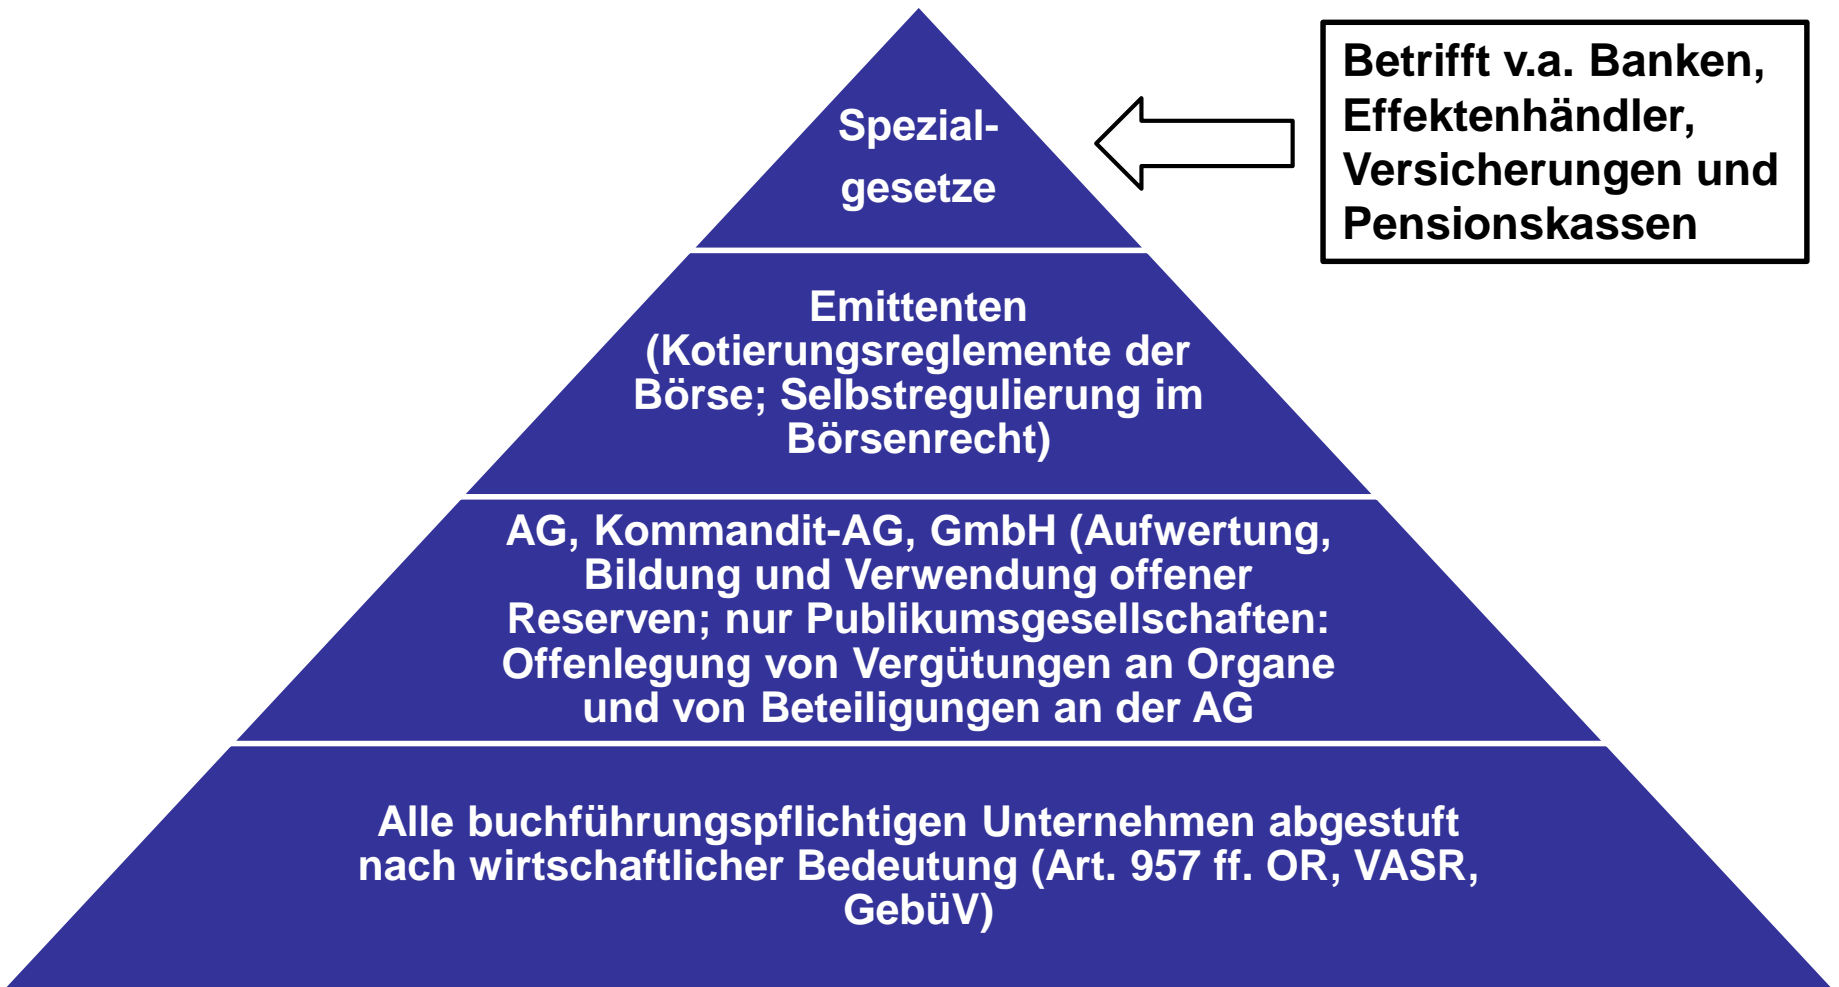 Spezial-
gesetze
Betrifft v.a. Banken,
Effektenhändler,
Versicherungen und
Pensionskassen
Emittenten
(Kotierungsreglemente der
Börse; Selbstregulierung im
Börsenrecht)
AG, Kommandit-AG, GmbH (Aufwertung,
Bildung und Verwendung offener
Reserven; nur Publikumsgesellschaften:
Offenlegung von Vergütungen an Organe
und von Beteiligungen an der AG
Alle buchführungspflichtigen Unternehmen abgestuft
nach wirtschaftlicher Bedeutung (Art. 957 ff. OR, VASR,
GebüV)